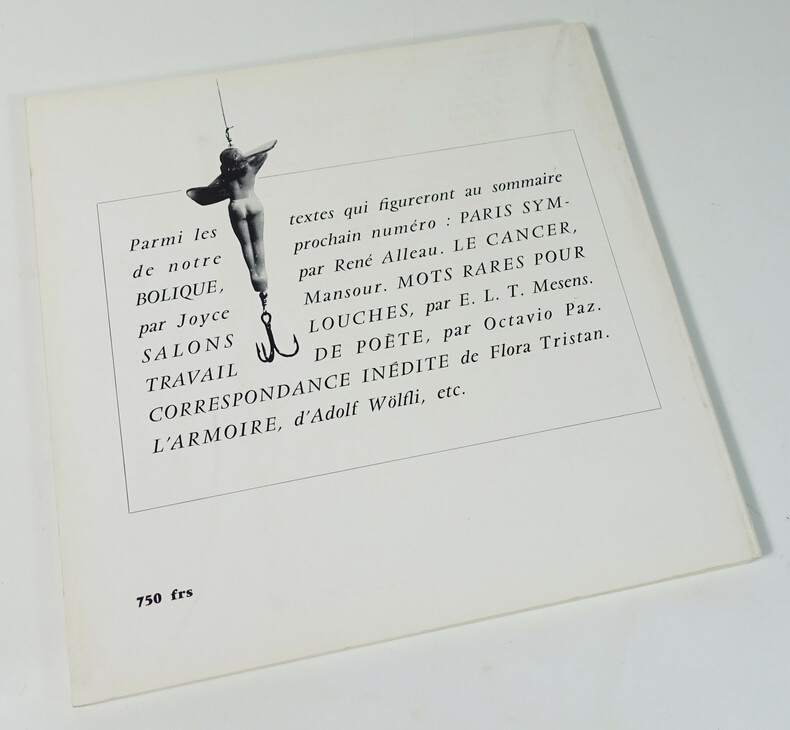 Parmi les textes qui figureront au sommaire
de notre prochain numéro : PARIS SYM-
BOLIQUE, par René Alleau. LE CANCER,
par Joyce Mansour. MOTS RARES POUR
SALONS LOUCHES, par E. L. T. Mesens.
TRAVAIL DE POÈTE, par Octavio Paz.
CORRESPONDANCE INÉDITE de Flora Tristan.
L'ARMOIRE, d'Adolf Wölfli, etc.
750 frs